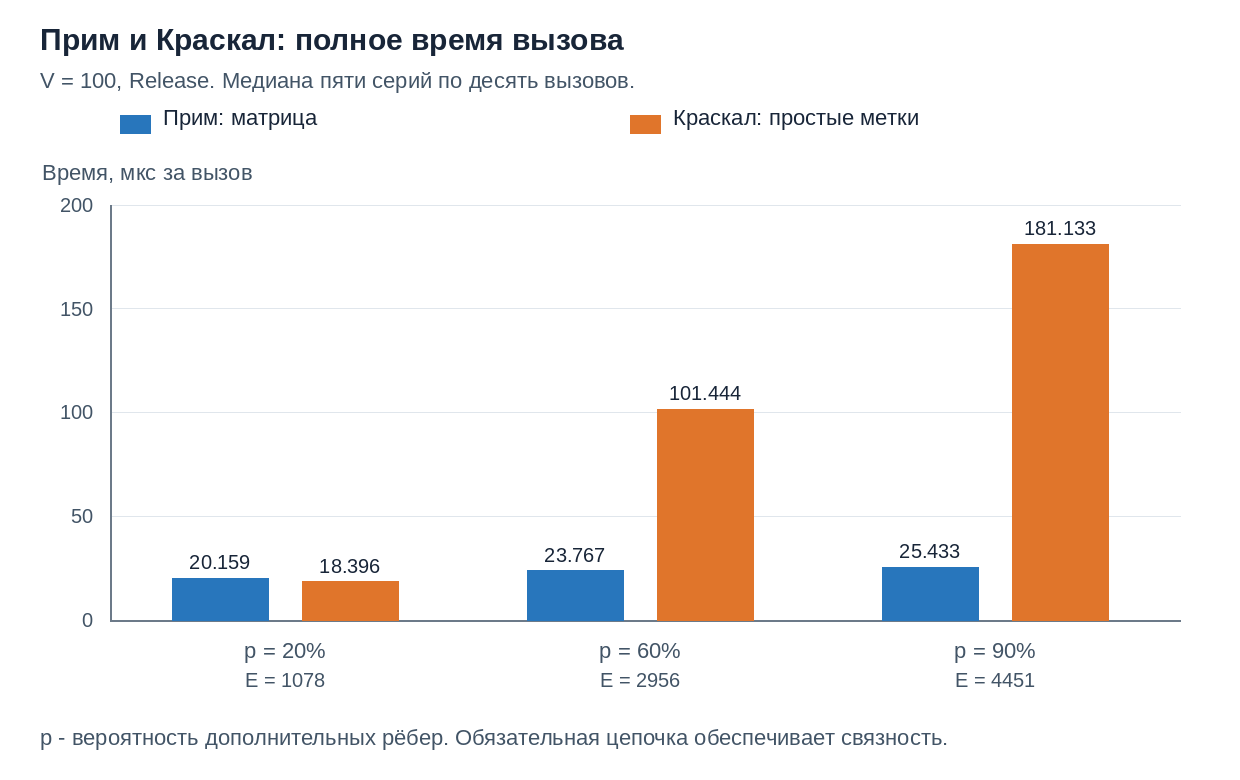 Прим и Краскал: полное время вызова
V = 100, Release. Медиана пяти серий по десять вызовов.
Прим: матрица
Краскал: простые метки
Время, мкс за вызов
200
150
100
50
0
20.159
18.396
23.767
101.444
25.433
181.133
p = 20%
E = 1078
p = 60%
E = 2956
p = 90%
E = 4451
p - вероятность дополнительных рёбер. Обязательная цепочка обеспечивает связность.